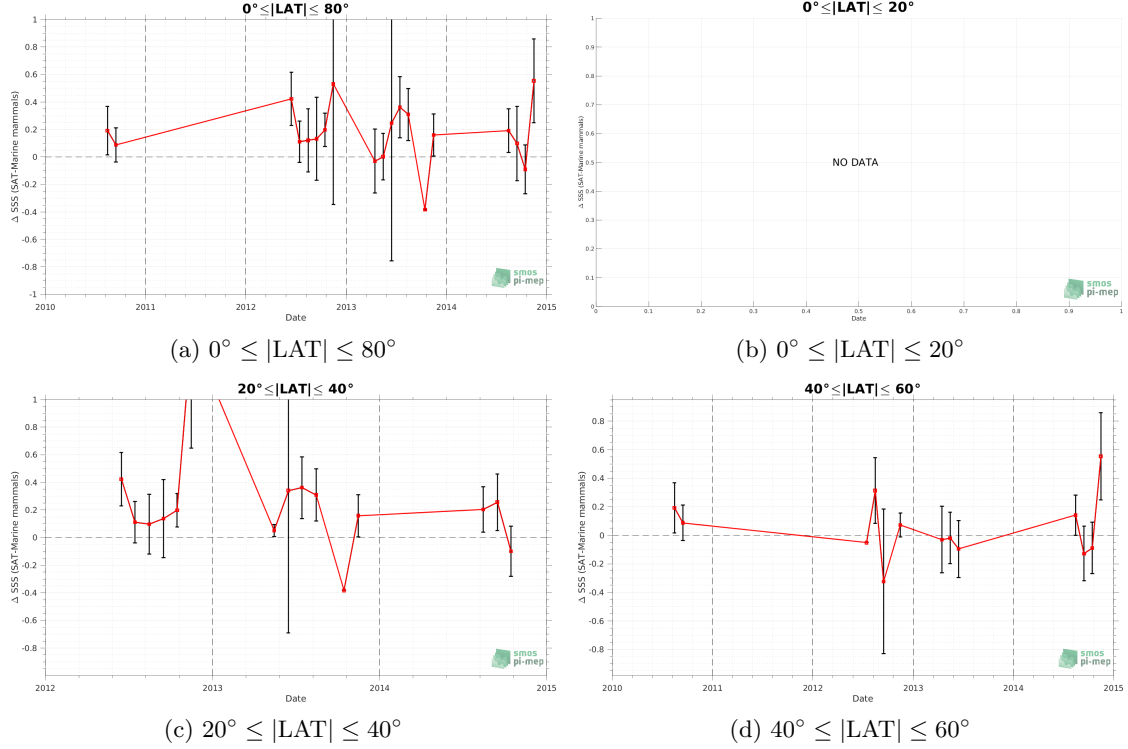 0°≤|LAT|≤ 80°
Δ SSS (SAT-Marine mammals)
1
0.8
0.6
0.4
0.2
0
-0.2
-0.4
-0.6
-0.8
-1
2010
2011
2012
2013
2014
2015
Date
smos
pi-mep
(a) 0° ≤ |LAT| ≤ 80°
0°≤|LAT|≤ 20°
Δ SSS (SAT-Marine mammals)
1
0.9
0.8
0.7
0.6
0.5
0.4
0.3
0.2
0.1
0
NO DATA
0
0.1
0.2
0.3
0.4
0.5
0.6
0.7
0.8
0.9
1
Date
smos
pi-mep
(b) 0° ≤ |LAT| ≤ 20°
20°≤|LAT|≤ 40°
Δ SSS (SAT-Marine mammals)
1
0.8
0.6
0.4
0.2
0
-0.2
-0.4
-0.6
-0.8
2012
2013
2014
2015
Date
smos
pi-mep
(c) 20° ≤ |LAT| ≤ 40°
40°≤|LAT|≤ 60°
Δ SSS (SAT-Marine mammals)
0.8
0.6
0.4
0.2
0
-0.2
-0.4
-0.6
-0.8
2010
2011
2012
2013
2014
2015
Date
smos
pi-mep
(d) 40° ≤ |LAT| ≤ 60°